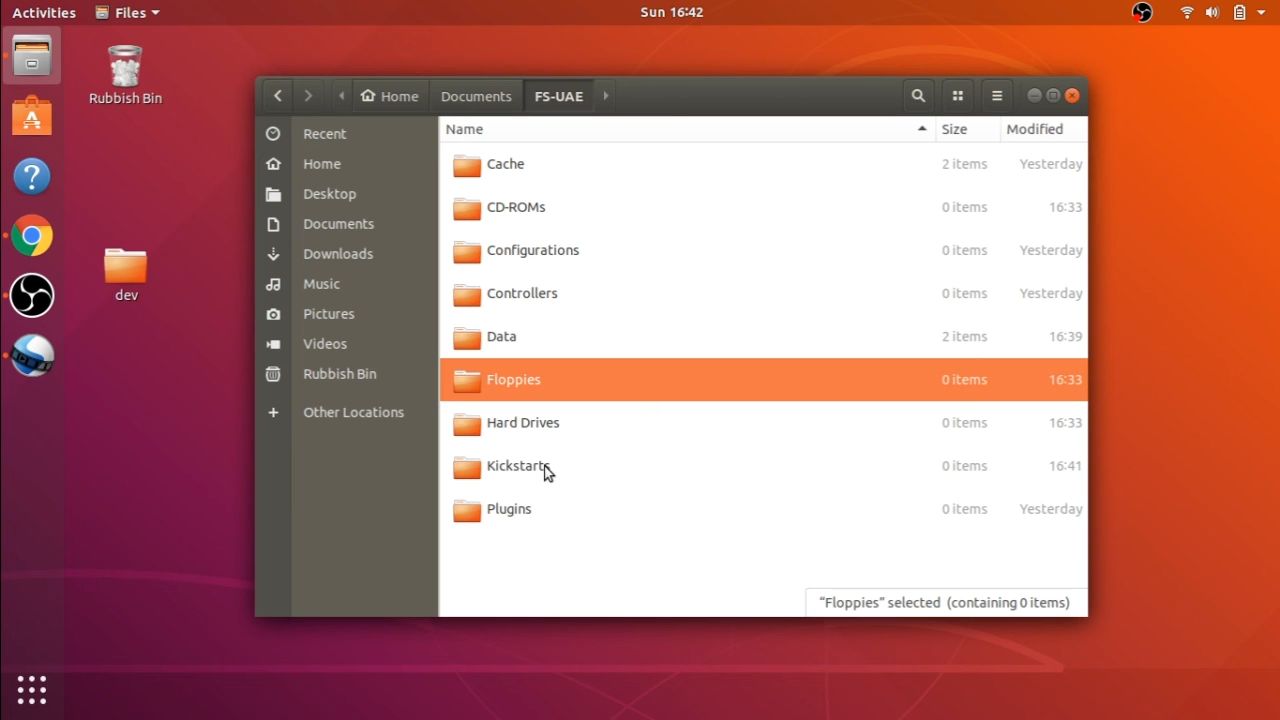 Activities Files Sun 16:42
Rubbish Bin
dev
Home Documents FS-UAE
Recent
Home
Desktop
Documents
Downloads
Music
Pictures
Videos
Rubbish Bin
Other Locations
Name Size Modified
Cache 2 items Yesterday
CD-ROMs 0 items 16:33
Configurations 0 items Yesterday
Controllers 0 items Yesterday
Data 2 items 16:39
Floppies 0 items 16:33
Hard Drives 0 items 16:33
Kickstarts 0 items 16:41
Plugins 0 items Yesterday
“Floppies” selected (containing 0 items)